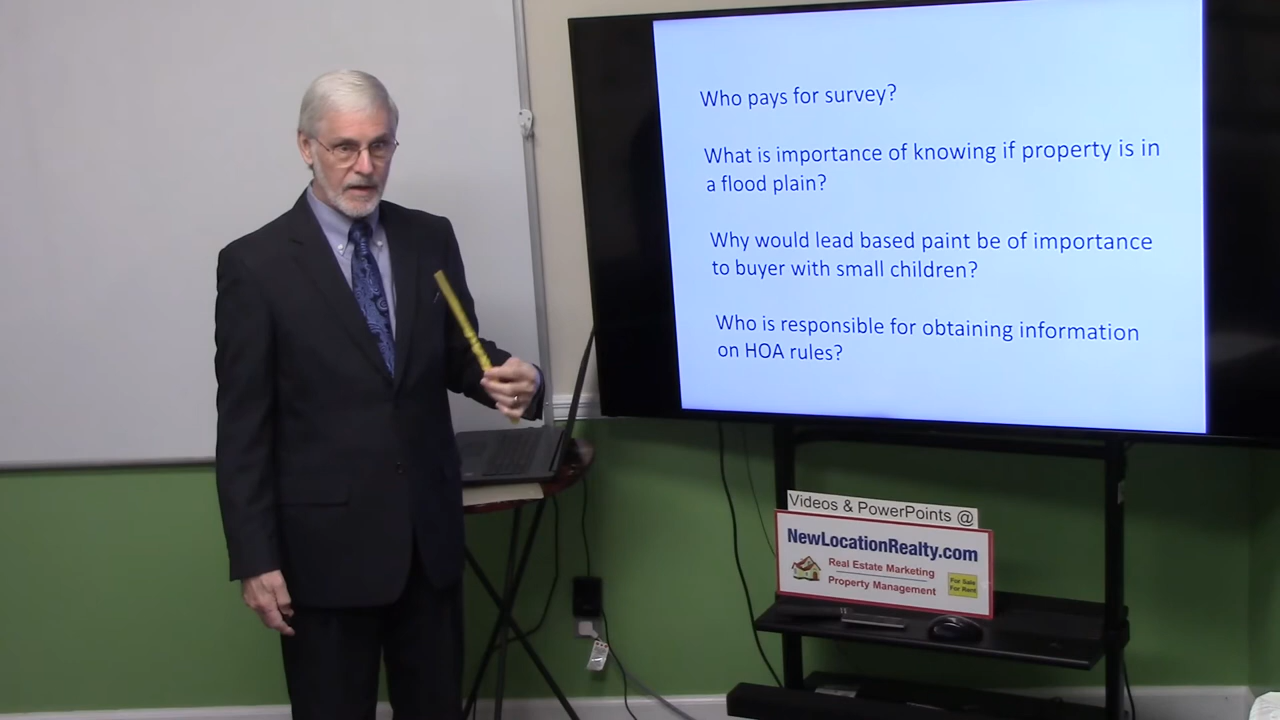 Who pays for survey?
What is importance of knowing if property is in
a flood plain?
Why would lead based paint be of importance
to buyer with small children?
Who is responsible for obtaining information
on HOA rules?
Videos & PowerPoints @
NewLocationRealty.com
Real Estate Marketing
Property Management
For Sale
For Rent